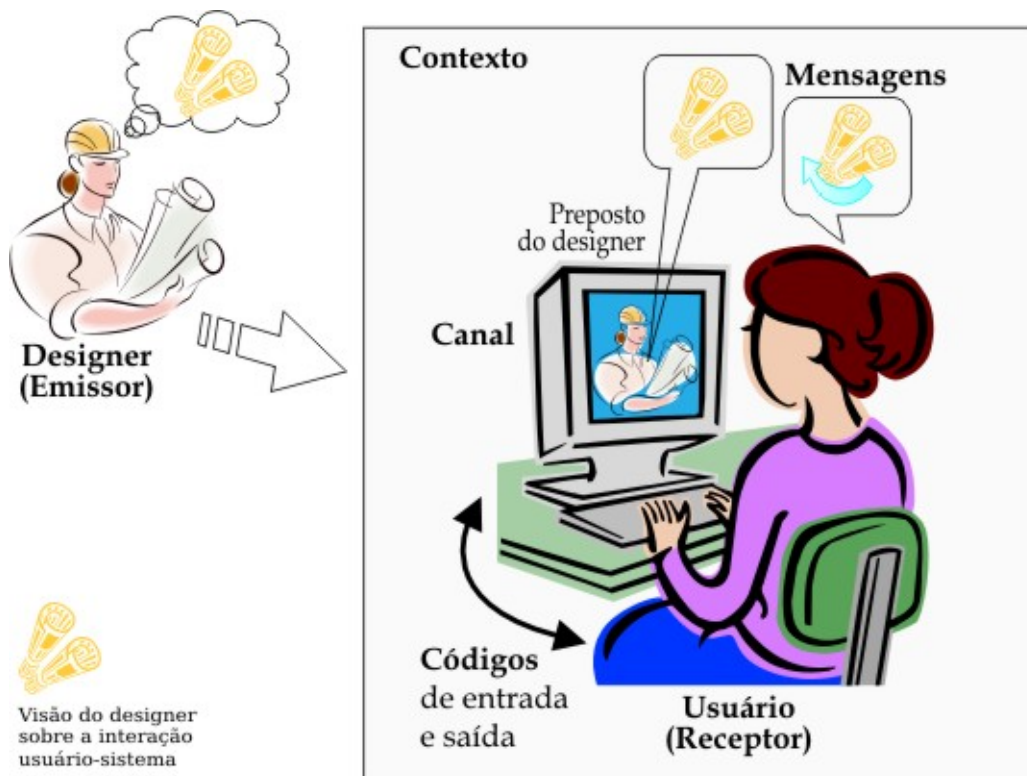 Contexto
Mensagens
Preposto
do designer
Canal
Designer
(Emissor)
Códigos
de entrada
e saída
Usuário
(Receptor)
Visão do designer
sobre a interação
usuário-sistema